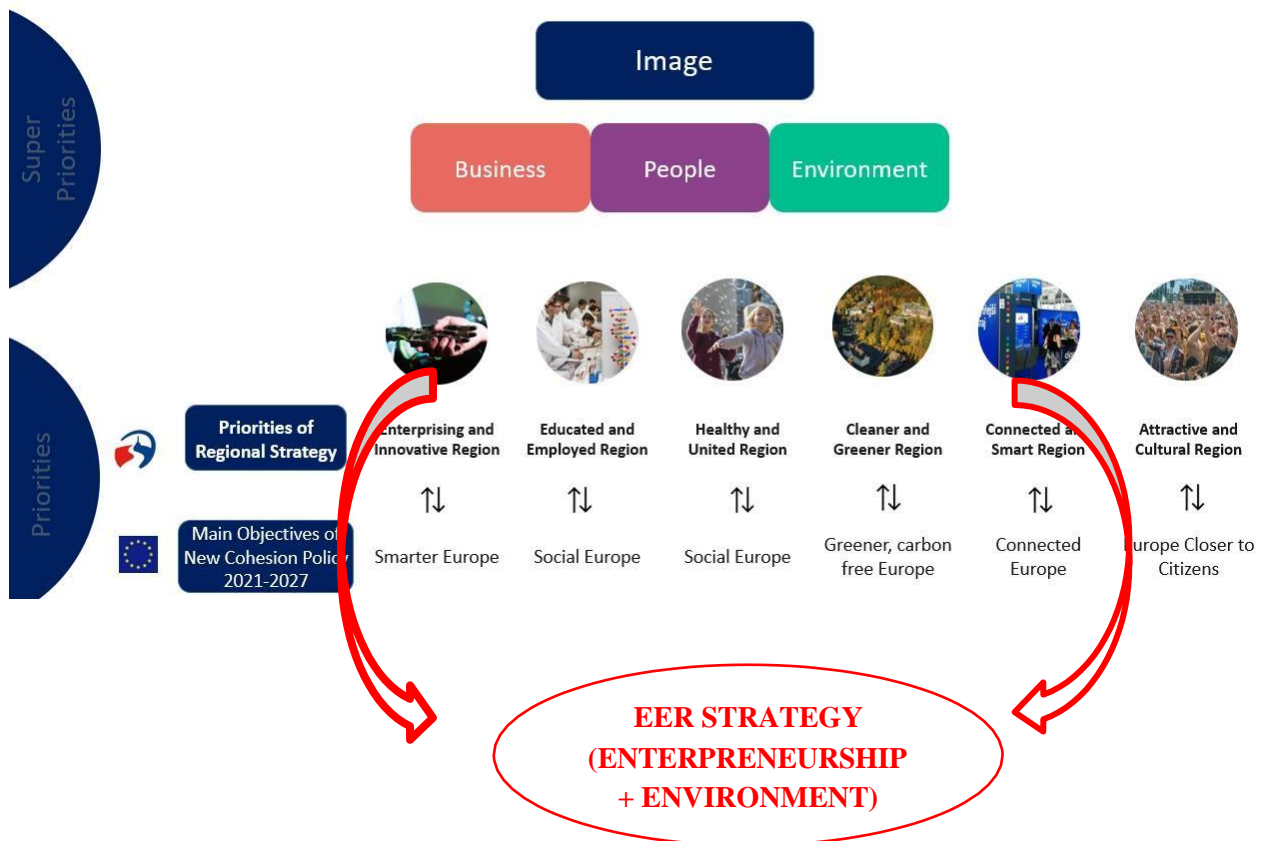 Image
Super
Priorities
Business
People
Environment
Priorities
Priorities of
Regional Strategy
Enterprising and
Innovative Region
Educated and
Employed Region
Healthy and
United Region
Cleaner and
Greener Region
Connected a
Smart Region
Attractive and
Cultural Region
Main Objectives of
New Cohesion Policy
2021-2027
Smarter Europe
Social Europe
Social Europe
Greener, carbon
free Europe
Connected
Europe
Europe Closer to
Citizens
EER STRATEGY
(ENTERPRENEURSHIP
+ ENVIRONMENT)